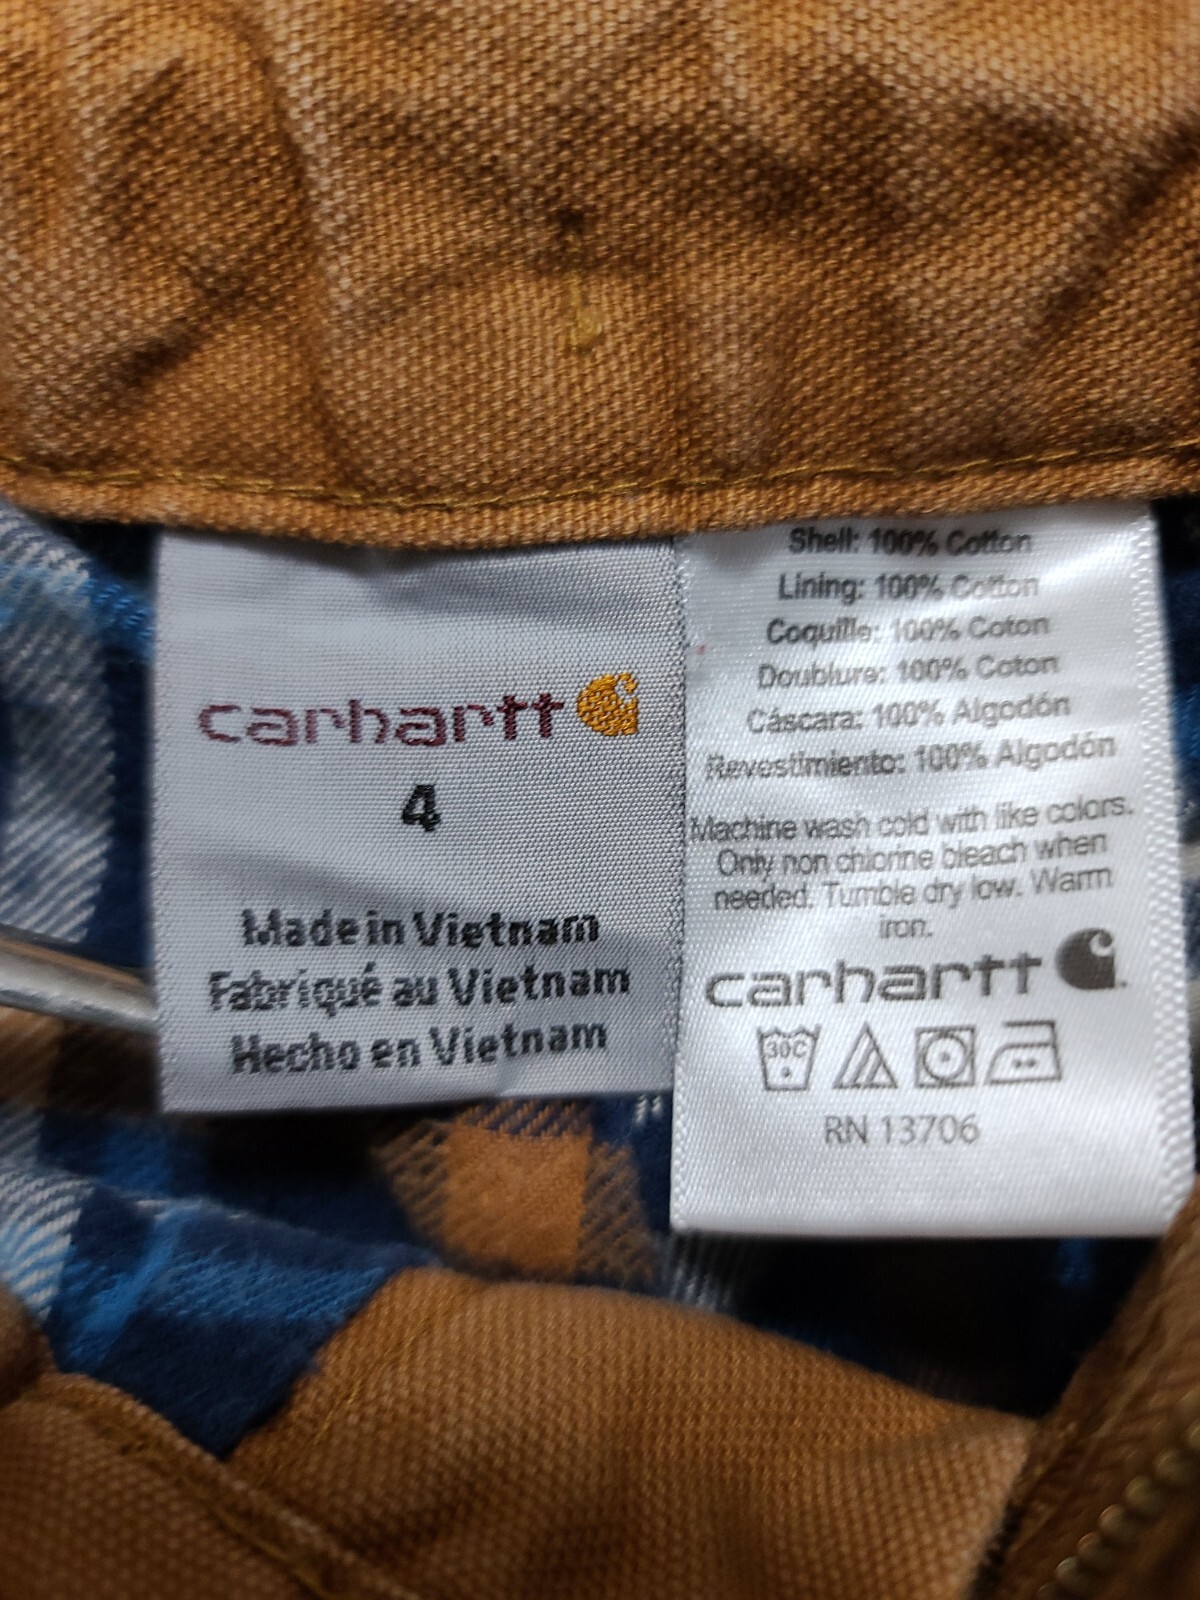 carhartt
4
Made in Vietnam
Fabriqué au Vietnam
Hecho en Vietnam
Shell: 100% Cotton
Lining: 100% Cotton
Coquille: 100% Coton
Doublure: 100% Coton
Cáscara: 100% Algodón
Revestimiento: 100% Algodón
Machine wash cold with like colors.
Only non chlorine bleach when
needed. Tumble dry low. Warm
iron.
carhartt
30C
RN 13706